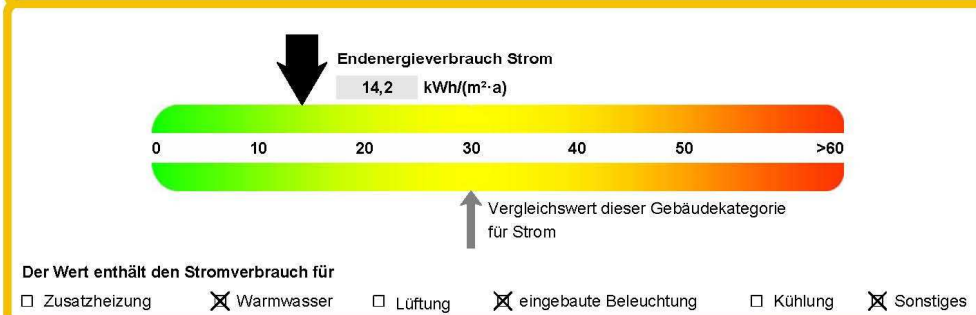 Endenergieverbrauch Strom
14,2 kWh/(m²·a)
0 10 20 30 40 50 >60
Vergleichswert dieser Gebäudekategorie
für Strom
Der Wert enthält den Stromverbrauch für
☐ Zusatzheizung ☒ Warmwasser ☐ Lüftung ☒ eingebaute Beleuchtung ☐ Kühlung ☒ Sonstiges